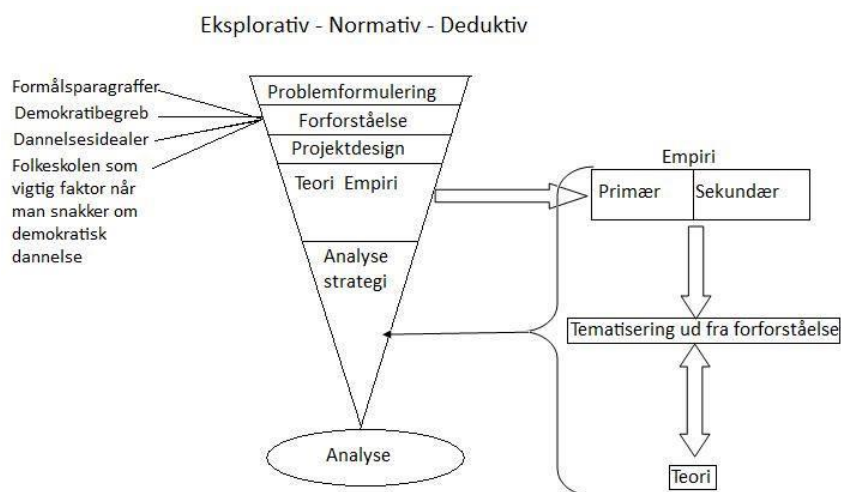 Eksplorativ - Normativ - Deduktiv
Formålsparagraffer
Demokratibegreb
Dannelsesidealer
Folkeskolen som
vigtig faktor når
man snakker om
demokratisk
dannelse
Problemformulering
Forforståelse
Projektdesign
Teori Empiri
Analyse
strategi
Analyse
Empiri
Primær Sekundær
Tematisering ud fra forforståelse
Teori